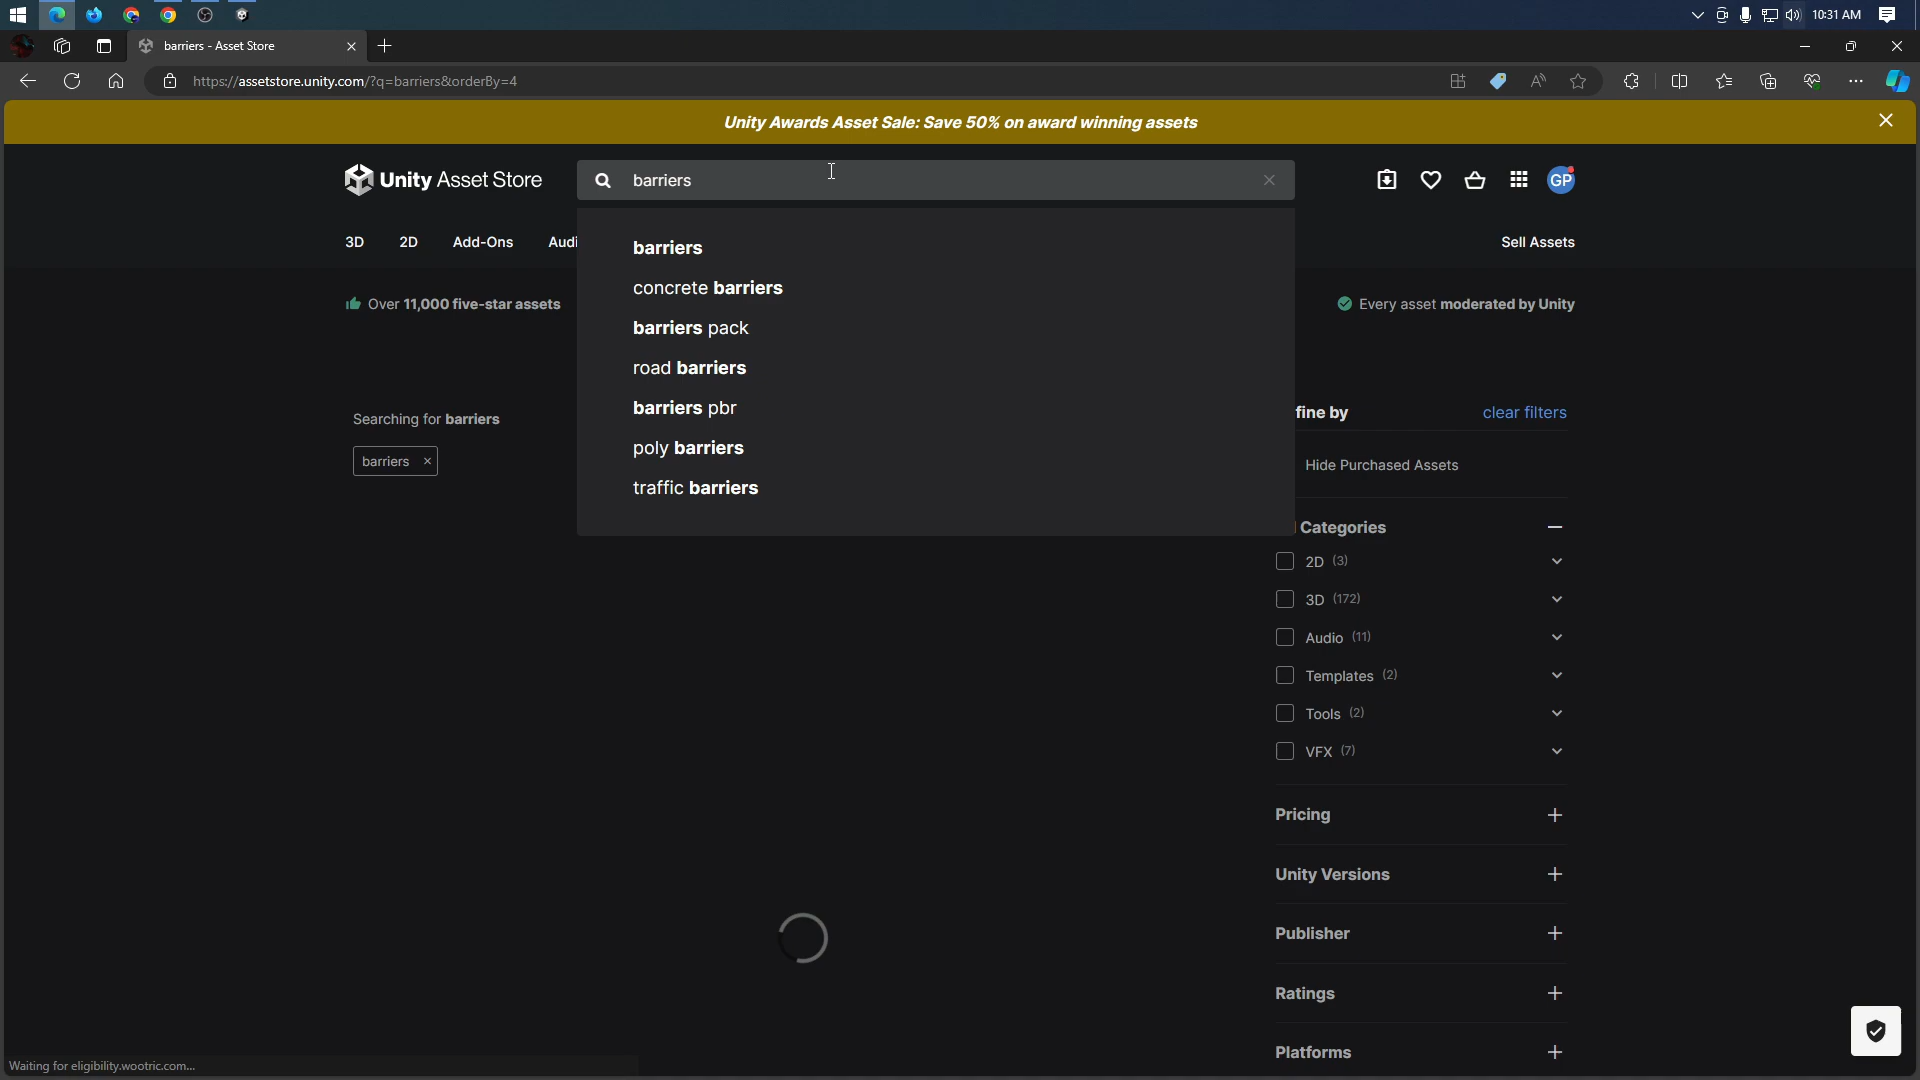 10:31 AM
barriers - Asset Store
https://assetstore.unity.com/?q=barriers&orderBy=4
Unity Awards Asset Sale: Save 50% on award winning assets
Unity Asset Store
barriers
GP
3D 2D Add-Ons Audi
Sell Assets
barriers
concrete barriers
barriers pack
road barriers
barriers pbr
poly barriers
traffic barriers
Over 11,000 five-star assets
Every asset moderated by Unity
Searching for barriers
barriers
fine by clear filters
Hide Purchased Assets
Categories
2D (3)
3D (172)
Audio (11)
Templates (2)
Tools (2)
VFX (7)
Pricing
Unity Versions
Publisher
Ratings
Platforms
Waiting for eligibility.wootric.com...